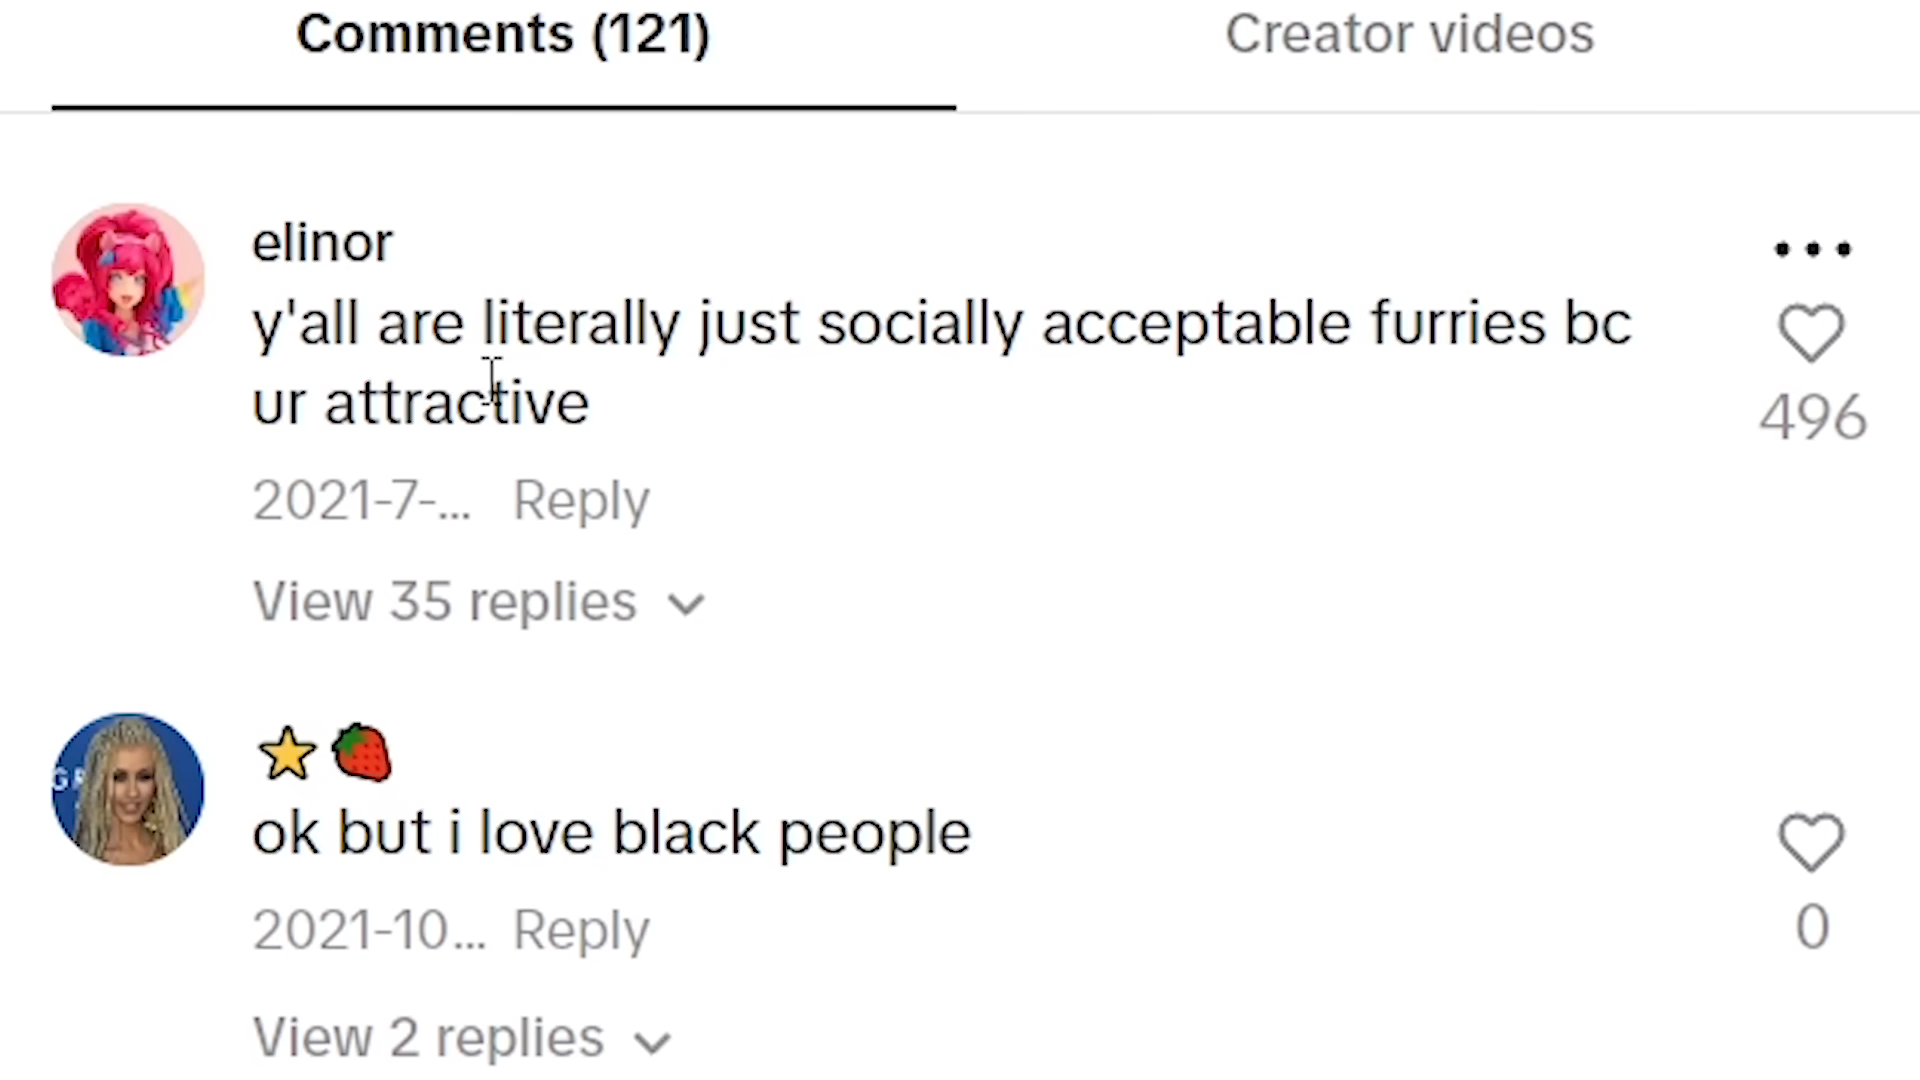 Comments (121)
Creator videos
elinor
y'all are literally just socially acceptable furries bc
ur attractive
496
2021-7-... Reply
View 35 replies
ok but i love black people
2021-10... Reply
0
View 2 replies